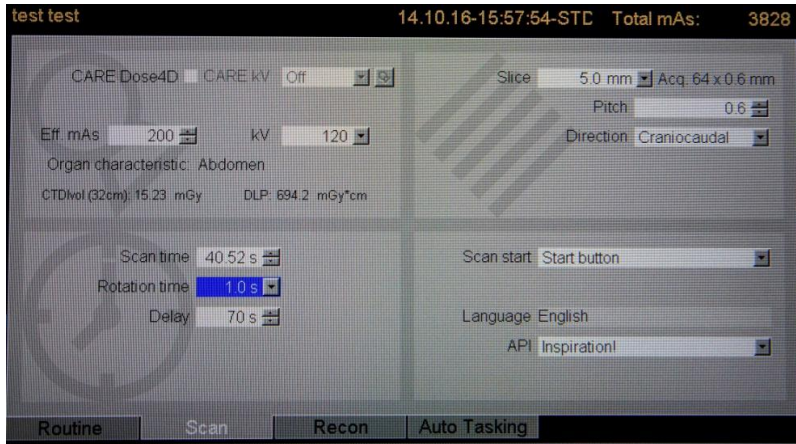 test test 14.10.16-15:57:54-STD Total mAs: 3828
CARE Dose4D CARE kV Off
Eff. mAs 200 kV 120
Organ characteristic: Abdomen
CTDIvol (32cm): 15.23 mGy DLP: 694.2 mGy*cm
Slice 5.0 mm Acq. 64 x 0.6 mm
Pitch 0.6
Direction Craniocaudal
Scan time 40.52 s
Rotation time 1.0 s
Delay 70 s
Scan start Start button
Language English
API Inspiration!
Routine Scan Recon Auto Tasking